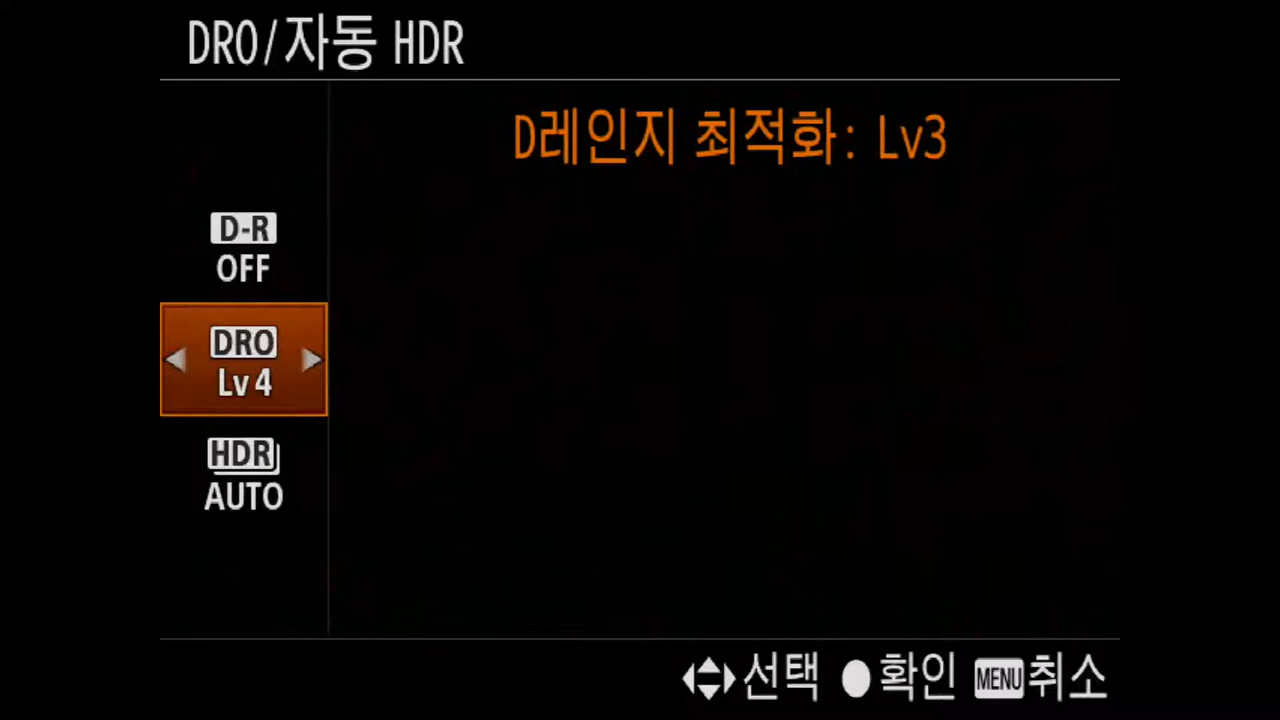 DRO/자동 HDR
D레인지 최적화: Lv3
D-R
OFF
DRO
Lv 4
HDR
AUTO
선택 확인 MENU 취소